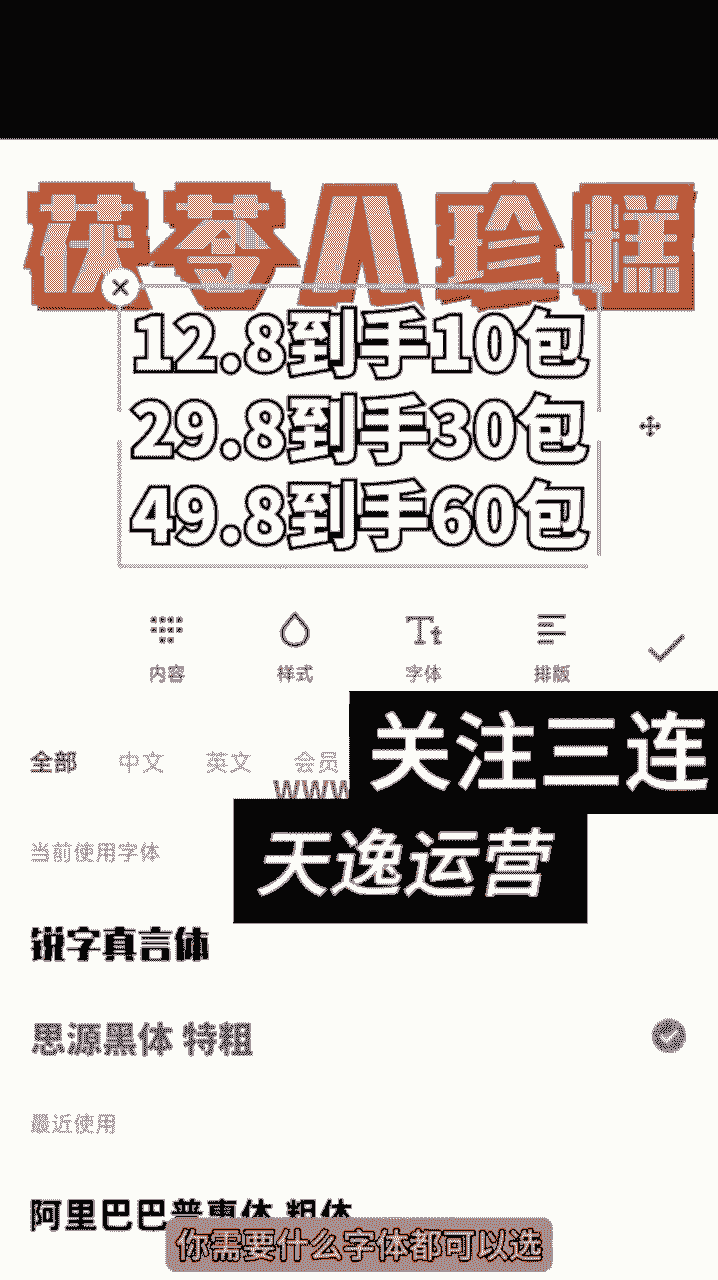 茯苓八珍糕
12.8到手10包
29.8到手30包
49.8到手60包
内容 样式 字体 排版
关注三连
全部 中文 英文 会员
www
天逸运营
当前使用字体
锐字真言体
思源黑体 特粗
最近使用
阿里巴巴普惠体 粗体
你需要什么字体都可以选